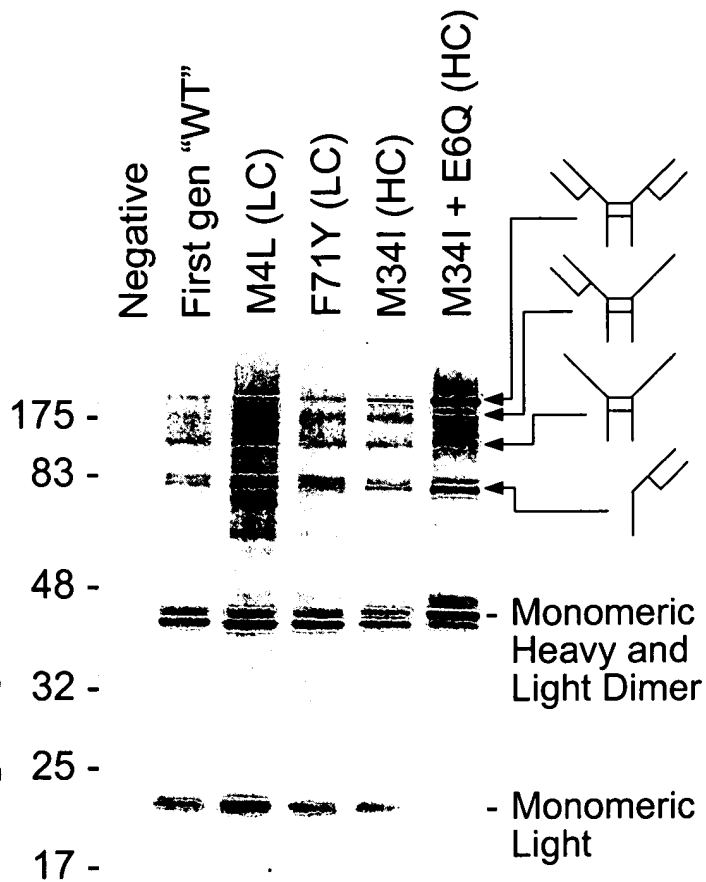 Negative
First gen “WT”
M4L (LC)
F71Y (LC)
M34I (HC)
M34I + E6Q (HC)
175 -
83 -
48 -
- Monomeric
Heavy and
Light Dimer
32 -
25 -
- Monomeric
Light
17 -